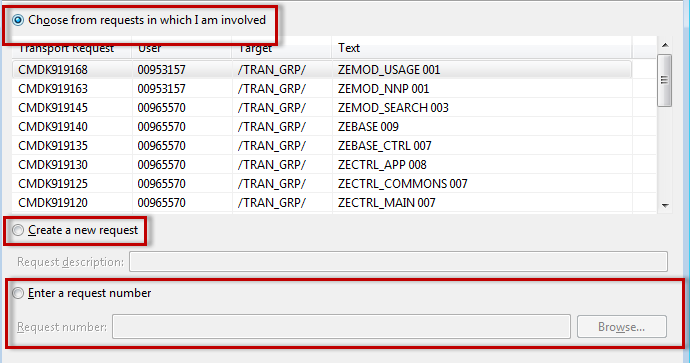 Choose from requests in which I am involved
Transport Request User Target Text
CMDK919168 00953157 /TRAN_GRP/ ZEMOD_USAGE 001
CMDK919163 00953157 /TRAN_GRP/ ZEMOD_NNP 001
CMDK919145 00965570 /TRAN_GRP/ ZEMOD_SEARCH 003
CMDK919140 00965570 /TRAN_GRP/ ZEBASE 009
CMDK919135 00965570 /TRAN_GRP/ ZEBASE_CTRL 007
CMDK919130 00965570 /TRAN_GRP/ ZECTRL_APP 008
CMDK919125 00965570 /TRAN_GRP/ ZECTRL_COMMONS 007
CMDK919120 00965570 /TRAN_GRP/ ZECTRL_MAIN 007
Create a new request
Request description:
Enter a request number
Request number: Browse...